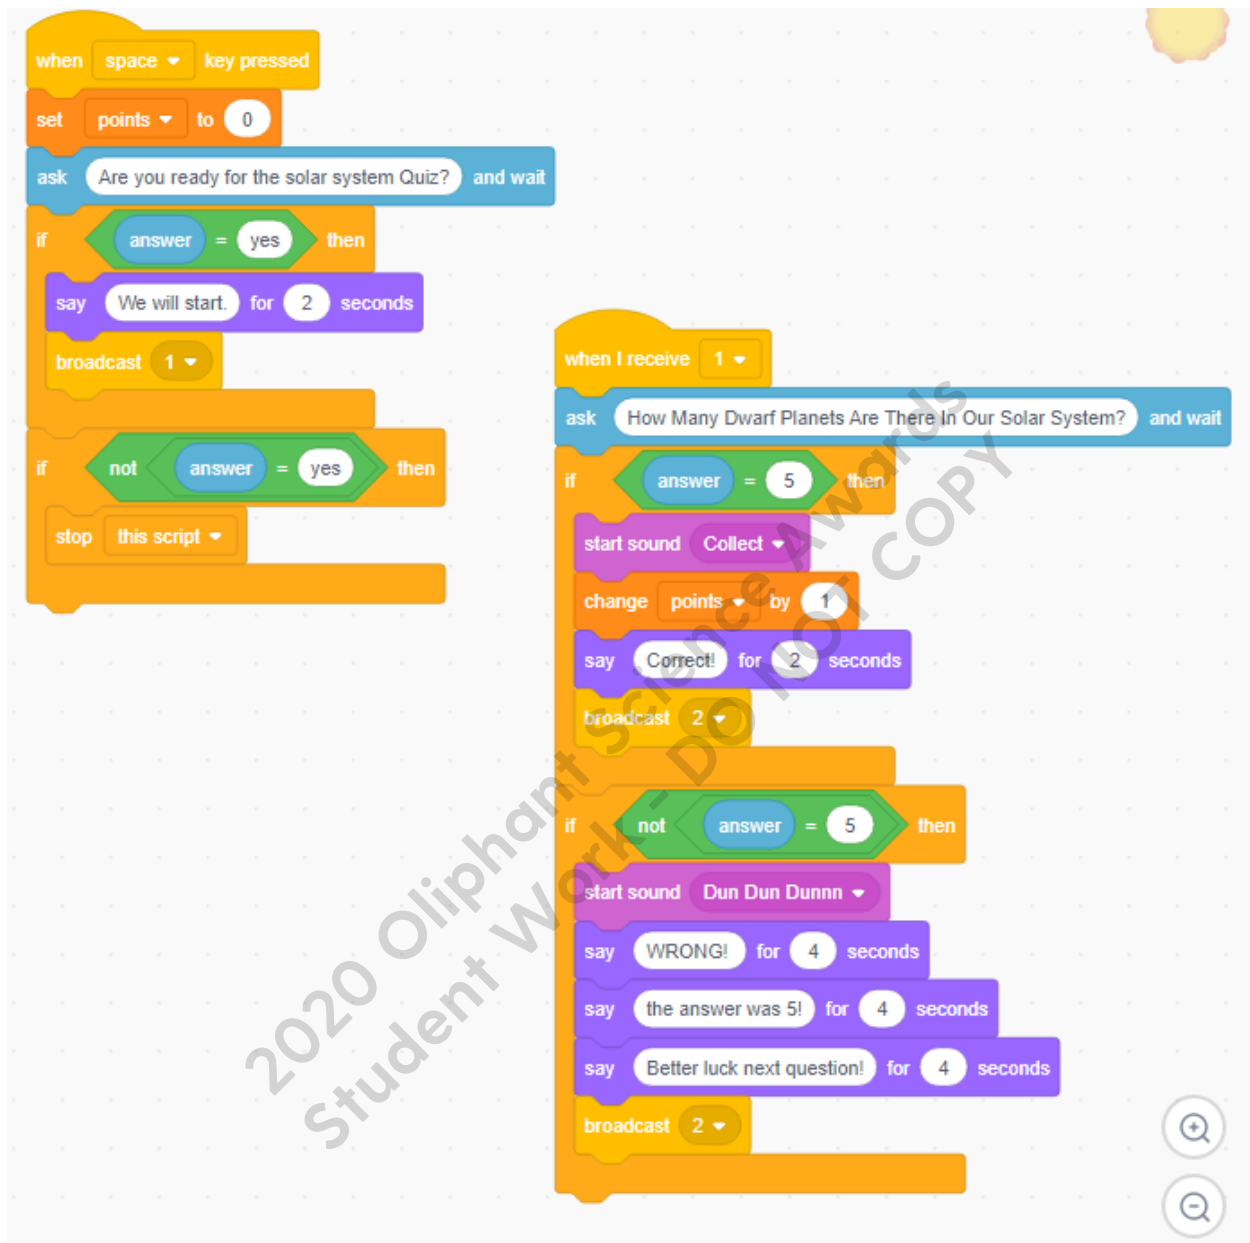 when space key pressed
set points to 0
ask Are you ready for the solar system Quiz? and wait
if answer = yes then
say We will start. for 2 seconds
broadcast 1
if not answer = yes then
stop this script
when I receive 1
ask How Many Dwarf Planets Are There In Our Solar System? and wait
if answer = 5 then
start sound Collect
change points by 1
say Correct! for 2 seconds
broadcast 2
if not answer = 5 then
start sound Dun Dun Dunnn
say WRONG! for 4 seconds
say the answer was 5! for 4 seconds
say Better luck next question! for 4 seconds
broadcast 2
2020 Oliphant Science Awards
Student Work - DO NOT COPY